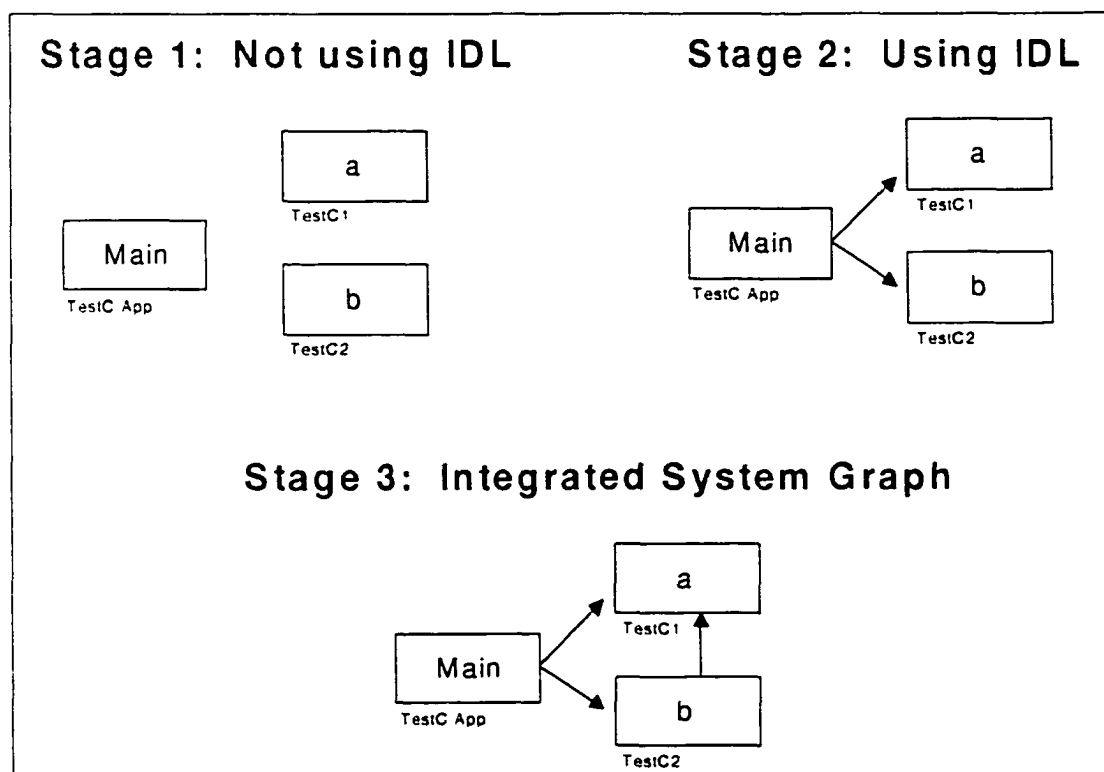 Stage 1: Not using IDL
a
TestC1
Main
TestC App
b
TestC2
Stage 2: Using IDL
a
TestC1
Main
TestC App
b
TestC2
Stage 3: Integrated System Graph
a
TestC1
Main
TestC App
b
TestC2